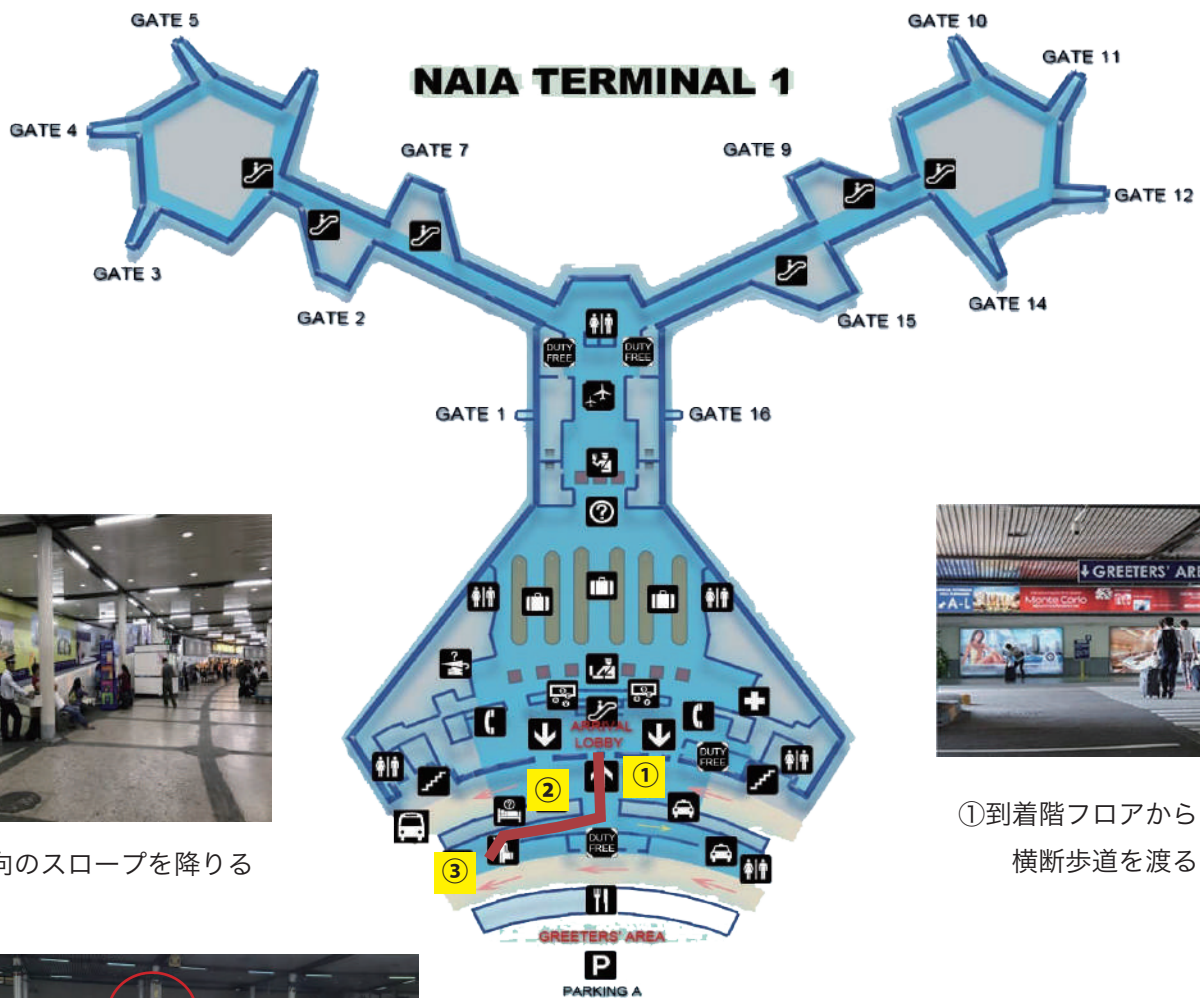 GATE 5
GATE 10
NAIA TERMINAL 1
GATE 11
GATE 4
GATE 7
GATE 9
GATE 12
GATE 3
GATE 2
GATE 15
GATE 14
DUTY FREE
DUTY FREE
GATE 1
GATE 16
GREETERS' ARE
A-L
Monte Carlo
ARRIVAL
LOBBY
DUTY FREE
①
②
③
DUTY FREE
①到着階フロアから
横断歩道を渡る
向のスロープを降りる
GREETERS' AREA
P
PARKING A